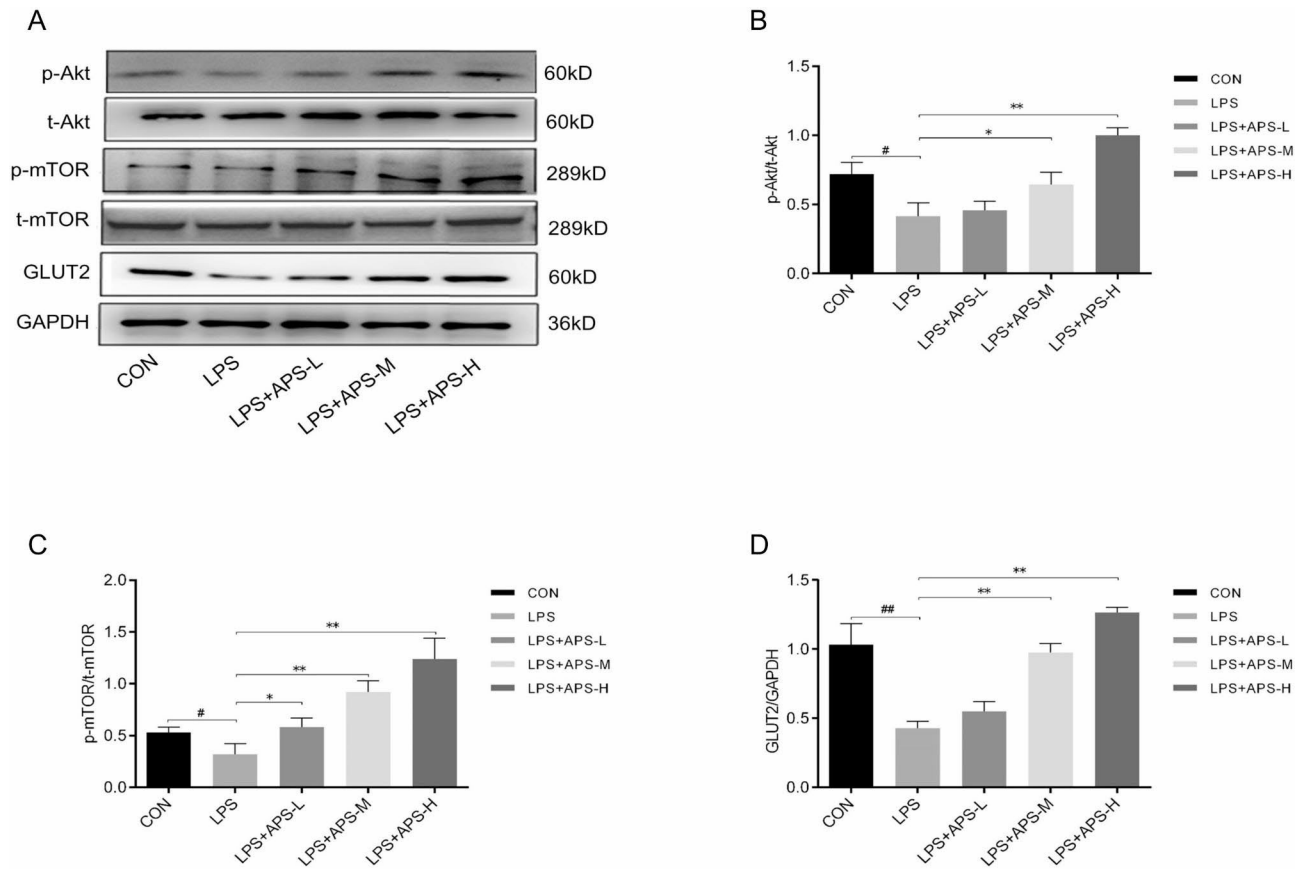 A
p-Akt 60kD
t-Akt 60kD
p-mTOR 289kD
t-mTOR 289kD
GLUT2 60kD
GAPDH 36kD
CON LPS LPS+APS-L LPS+APS-M LPS+APS-H
B
p-Akt/t-Akt
1.5
1.0
0.5
0.0
**
*
#
CON LPS LPS+APS-L LPS+APS-M LPS+APS-H
CON
LPS
LPS+APS-L
LPS+APS-M
LPS+APS-H
C
p-mTOR/t-mTOR
2.0
1.5
1.0
0.5
0.0
**
**
*
#
CON LPS LPS+APS-L LPS+APS-M LPS+APS-H
CON
LPS
LPS+APS-L
LPS+APS-M
LPS+APS-H
D
GLUT2/GAPDH
1.5
1.0
0.5
0.0
**
**
##
CON LPS LPS+APS-L LPS+APS-M LPS+APS-H
CON
LPS
LPS+APS-L
LPS+APS-M
LPS+APS-H